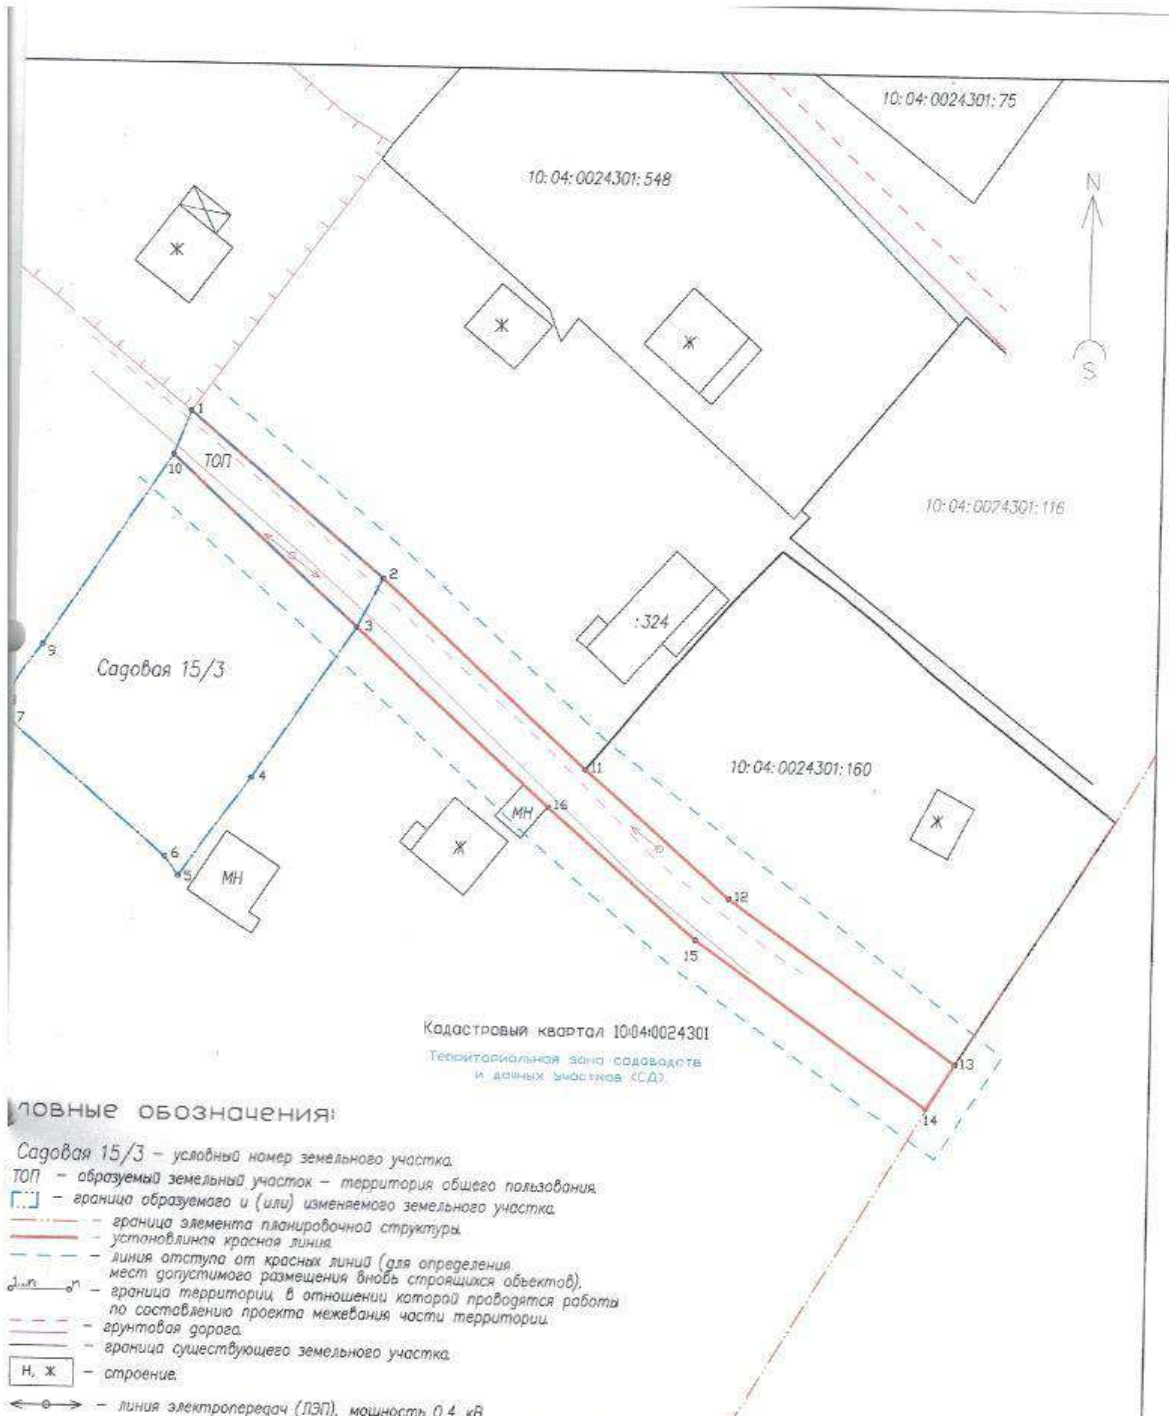 10:04:0024301:75
10:04:0024301:548
N
Ж
Ж
Ж
S
1
ТОП
10
10:04:0024301:116
2
:324
3
9
Садовая 15/3
7
11
10:04:0024301:160
4
16
МН
Ж
Ж
6
5
МН
12
15
Кадастровый квартал 10:04:0024301
Территориальная зона садоводств
и дачных участков (СД).
13
14
ловные обозначения:
Садовая 15/3 – условный номер земельного участка.
ТОП – образуемый земельный участок – территория общего пользования.
– граница образуемого и (или) изменяемого земельного участка.
– граница элемента планировочной структуры.
– установлиная красная линия.
– линия отступа от красных линий (для определения
мест допустимого размещения вновь строящихся объектов).
1...n n – граница территории, в отношении которой проводятся работы
по составлению проекта межевания части территории.
– грунтовая дорога.
– граница существующего земельного участка.
Н, Ж – строение.
– линия электропередач (ЛЭП), мощность 0,4 кВ